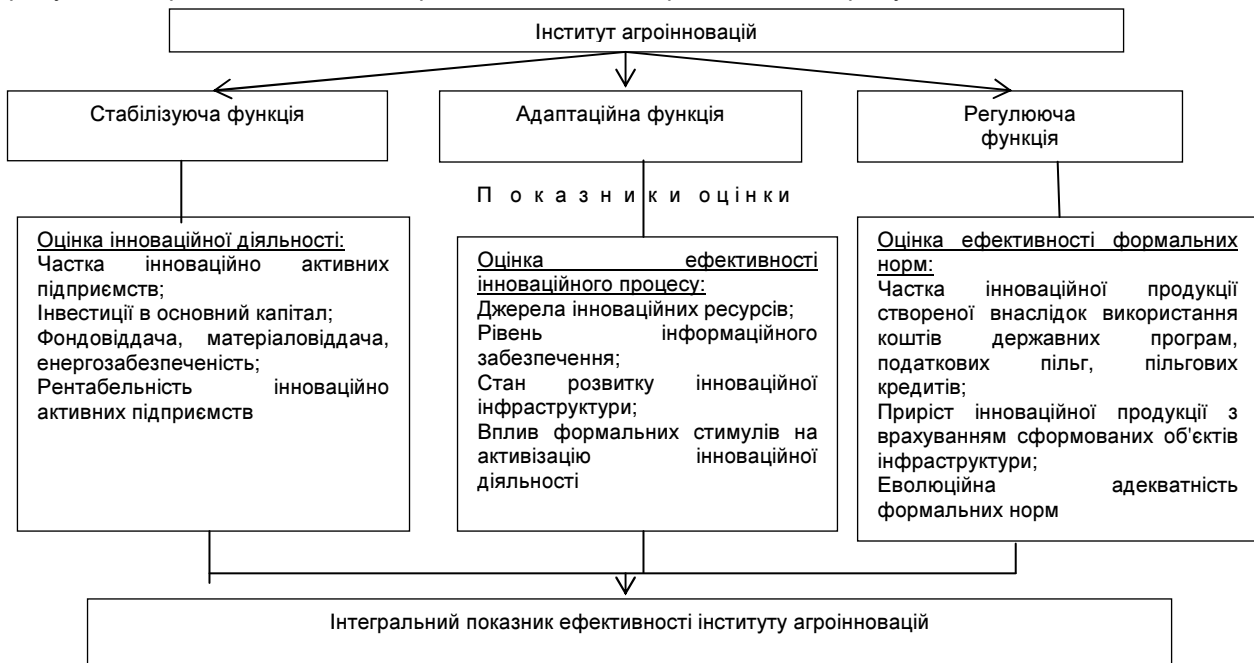 Інститут агроінновацій
Стабілізуюча функція
Адаптаційна функція
Регулююча
функція
Показники оцінки
Оцінка інноваційної діяльності:
Частка інноваційно активних
підприємств;
Інвестиції в основний капітал;
Фондовіддача, матеріаловіддача,
енергозабезпеченість;
Рентабельність інноваційно
активних підприємств
Оцінка ефективності
інноваційного процесу:
Джерела інноваційних ресурсів;
Рівень інформаційного
забезпечення;
Стан розвитку інноваційної
інфраструктури;
Вплив формальних стимулів на
активізацію інноваційної
діяльності
Оцінка ефективності формальних
норм:
Частка інноваційної продукції
створеної внаслідок використання
коштів державних програм,
податкових пільг, пільгових
кредитів;
Приріст інноваційної продукції з
врахуванням сформованих об'єктів
інфраструктури;
Еволюційна адекватність
формальних норм
Інтегральний показник ефективності інституту агроінновацій